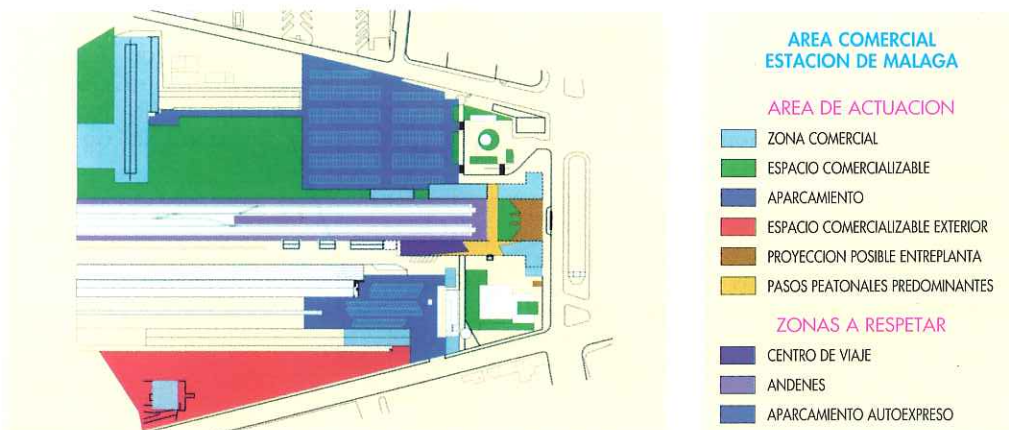 AREA COMERCIAL
ESTACION DE MALAGA
AREA DE ACTUACION
ZONA COMERCIAL
ESPACIO COMERCIALIZABLE
APARCAMIENTO
ESPACIO COMERCIALIZABLE EXTERIOR
PROYECCION POSIBLE ENTREPLANTA
PASOS PEATONALES PREDOMINANTES
ZONAS A RESPETAR
CENTRO DE VIAJE
ANDENES
APARCAMIENTO AUTOEXPRESO